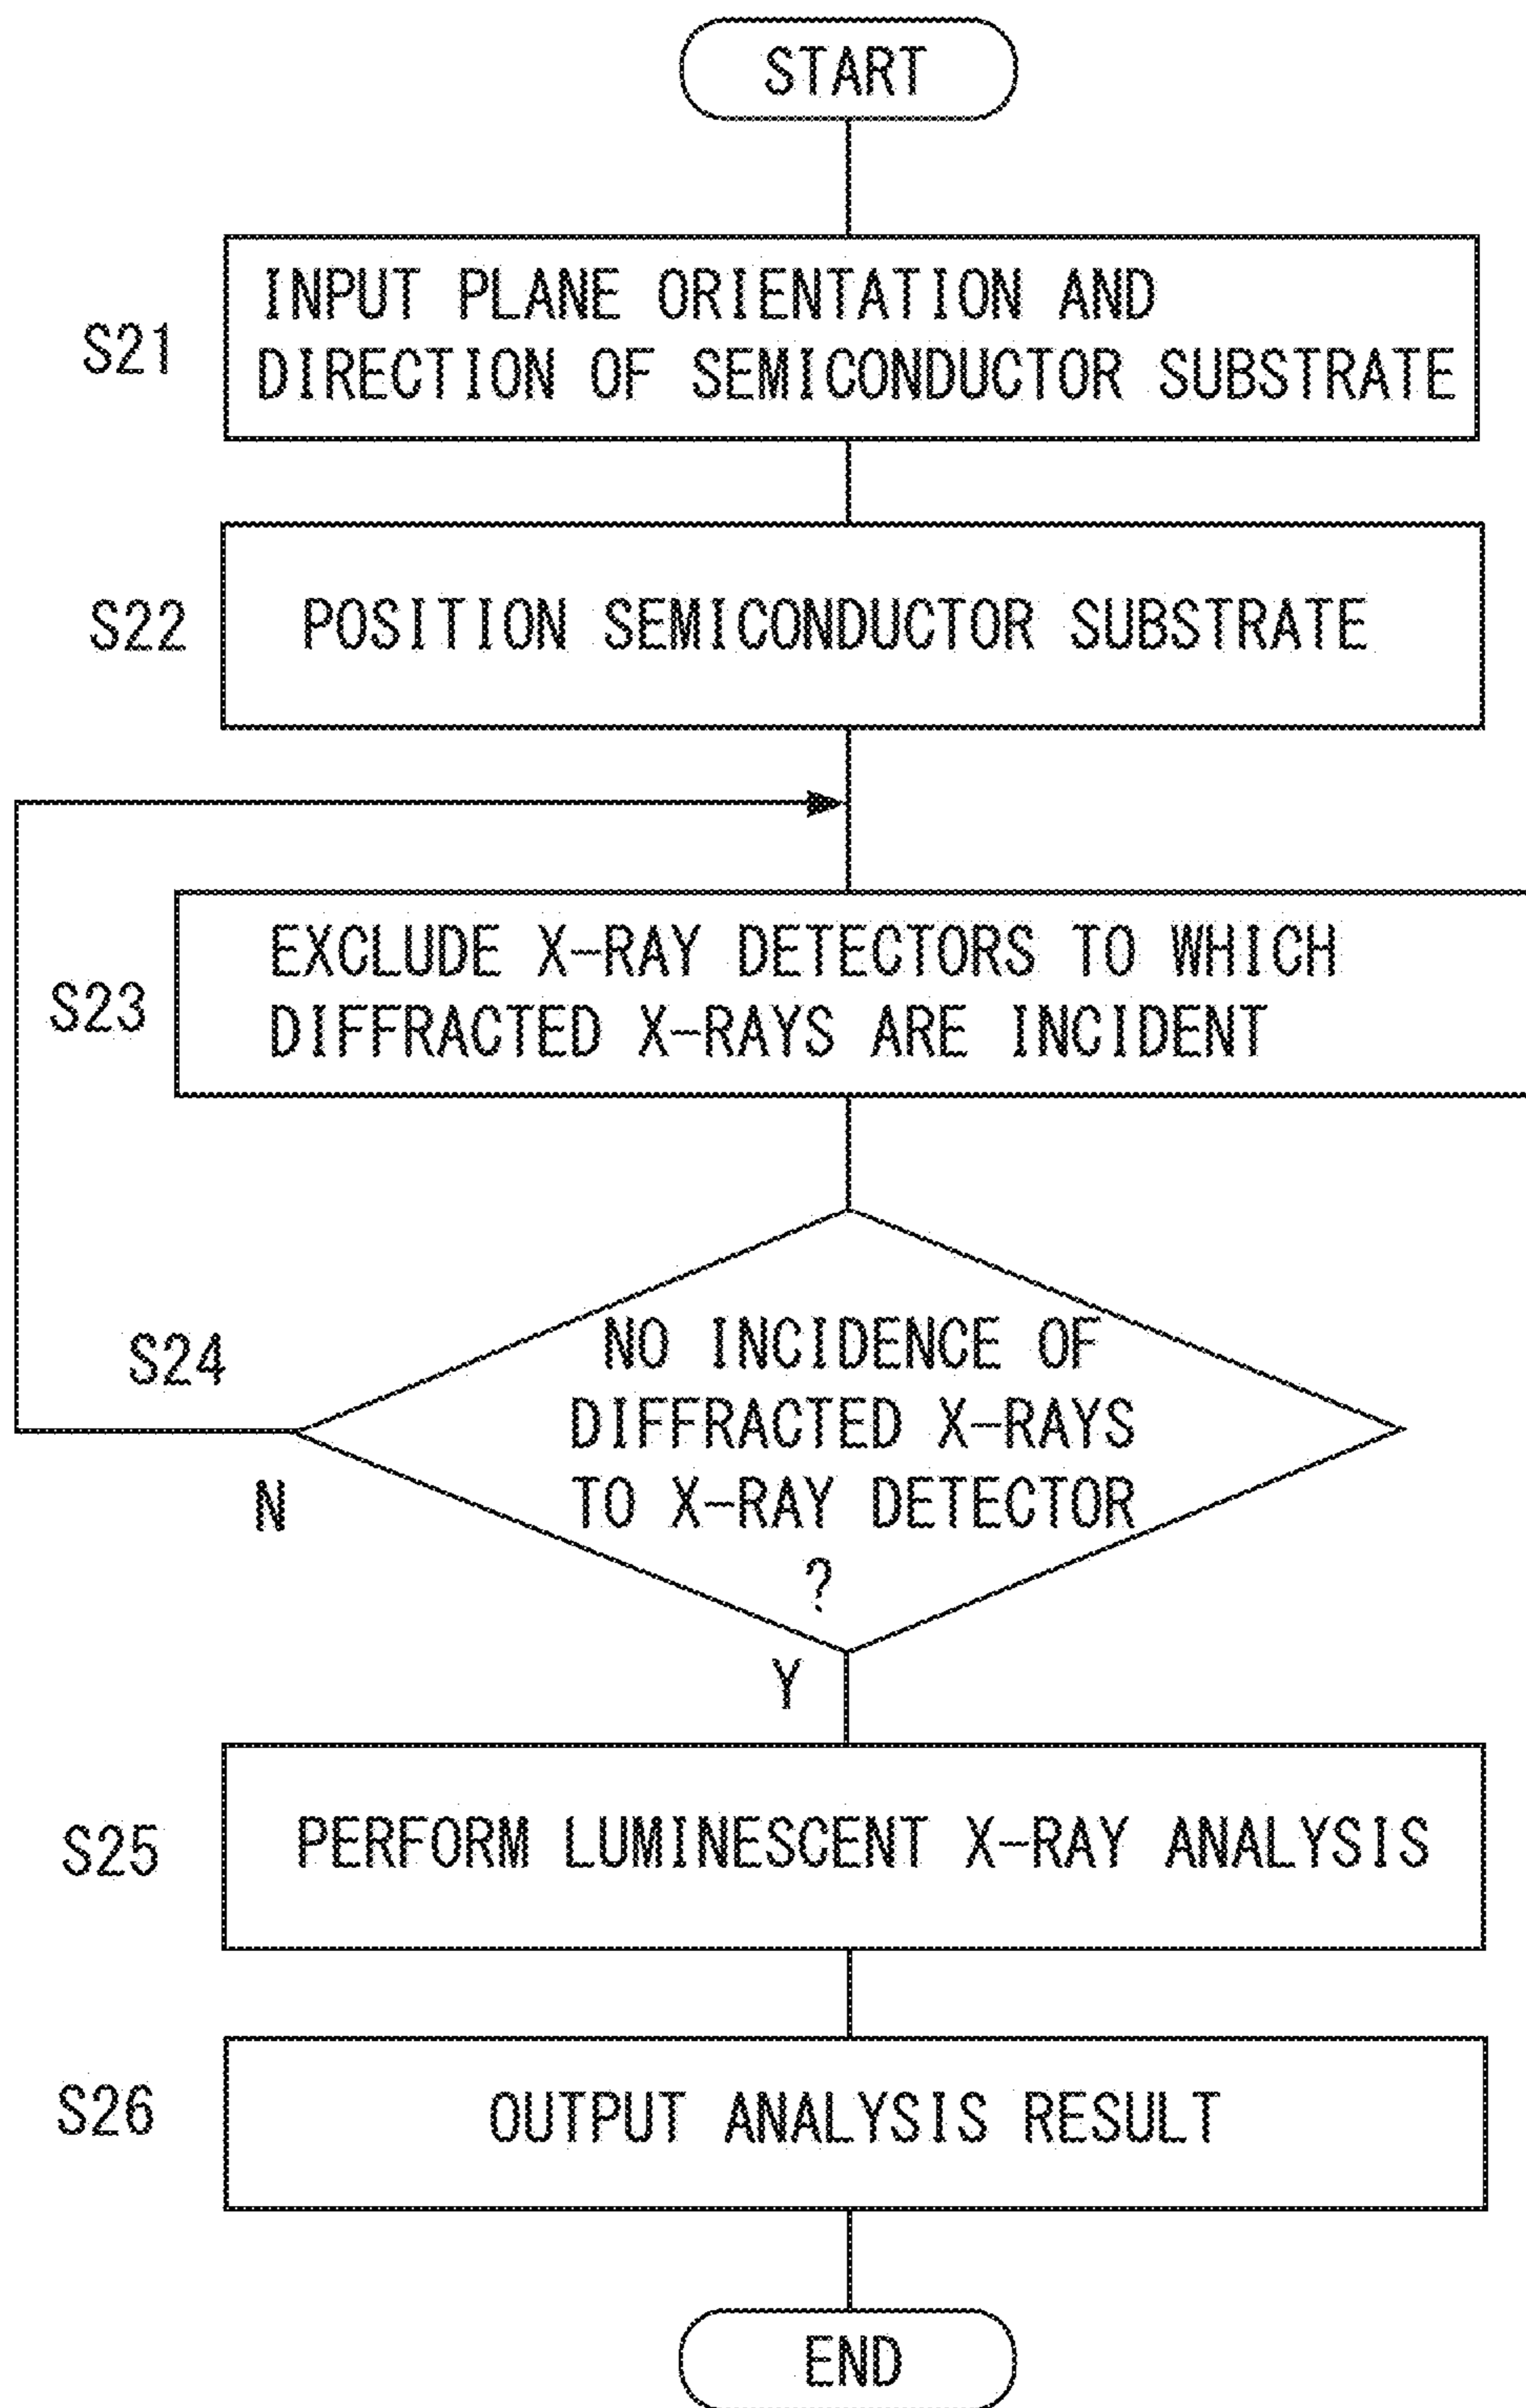 START
S21
INPUT PLANE ORIENTATION AND
DIRECTION OF SEMICONDUCTOR SUBSTRATE
S22
POSITION SEMICONDUCTOR SUBSTRATE
S23
EXCLUDE X-RAY DETECTORS TO WHICH
DIFFRACTED X-RAYS ARE INCIDENT
S24
NO INCIDENCE OF
DIFFRACTED X-RAYS
TO X-RAY DETECTOR
?
N
Y
S25
PERFORM LUMINESCENT X-RAY ANALYSIS
S26
OUTPUT ANALYSIS RESULT
END